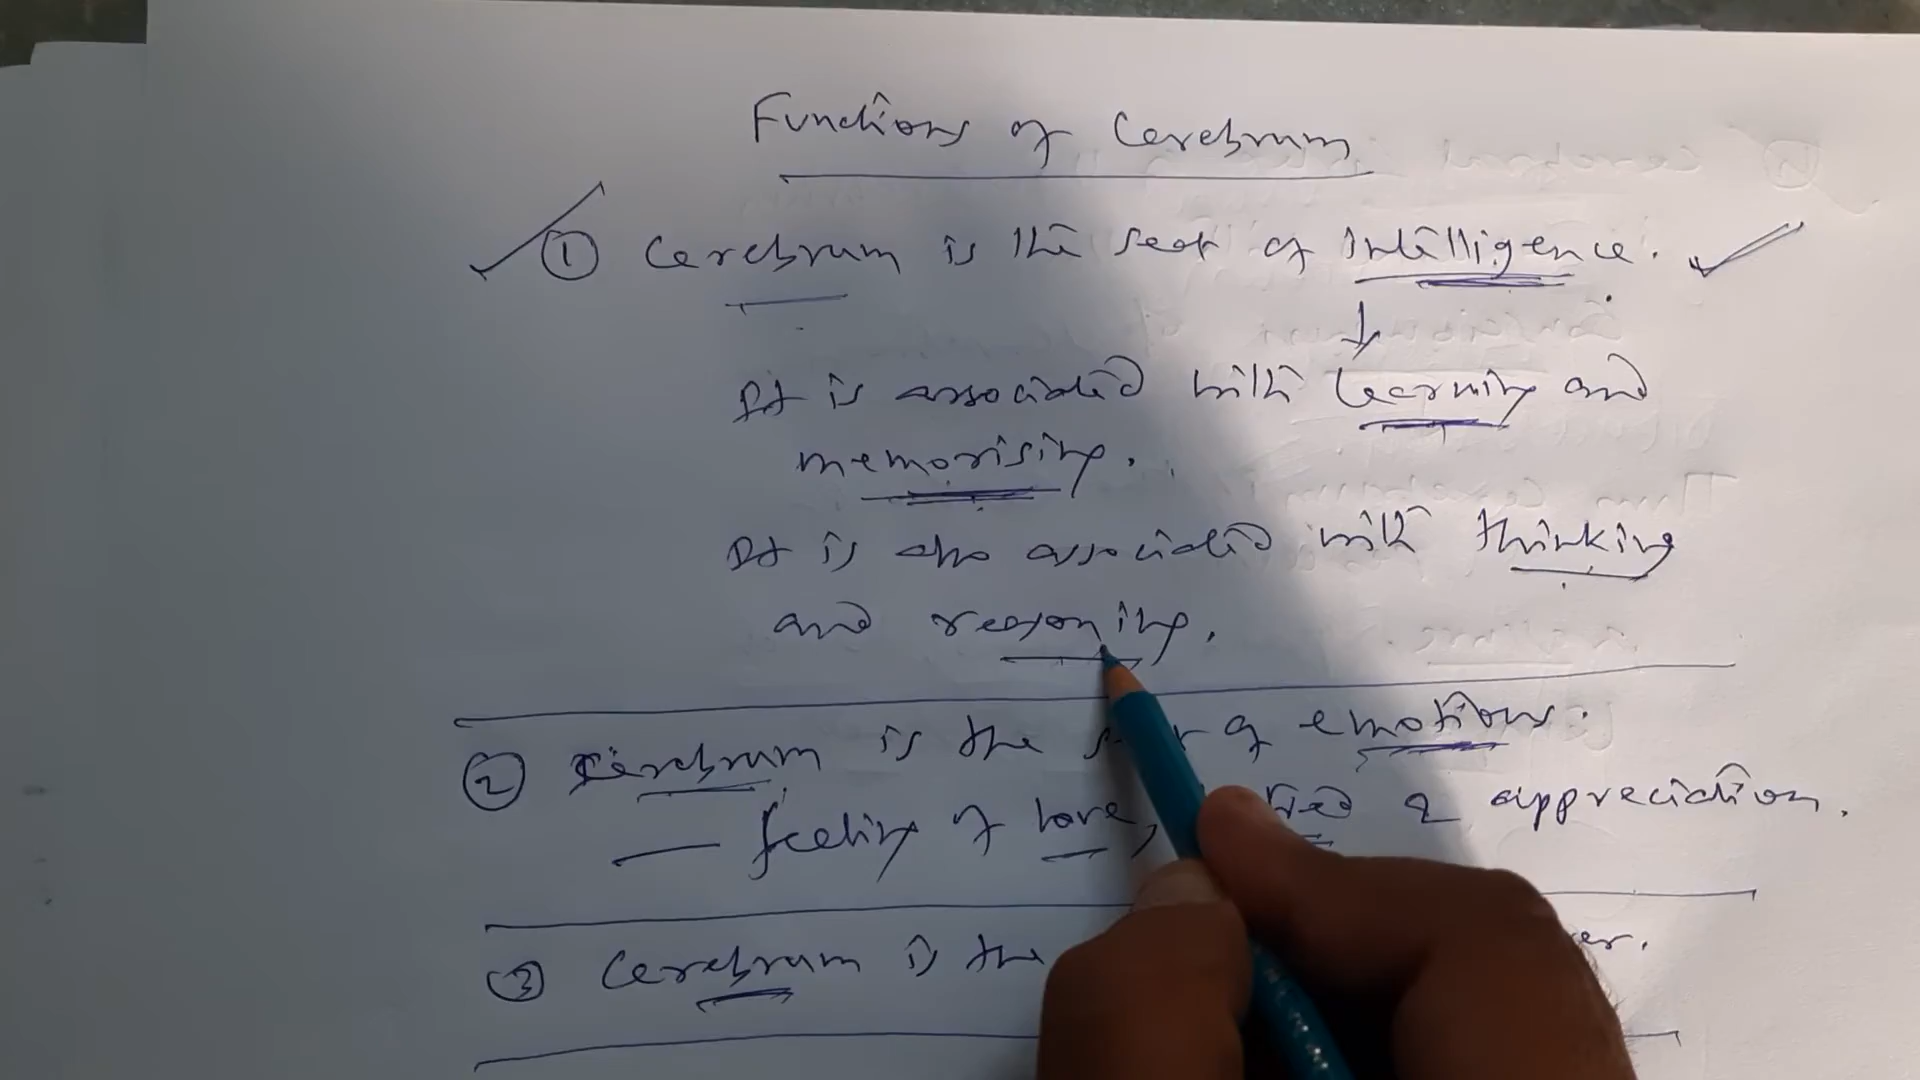 Functions of Cerebrum
① Cerebrum is the seat of intelligence.
It is associated with learning and
memorising.
It is also associated with thinking
and reasoning.
② Cerebrum is the of emotions.
— feeling of love, & appreciation.
③ Cerebrum is the